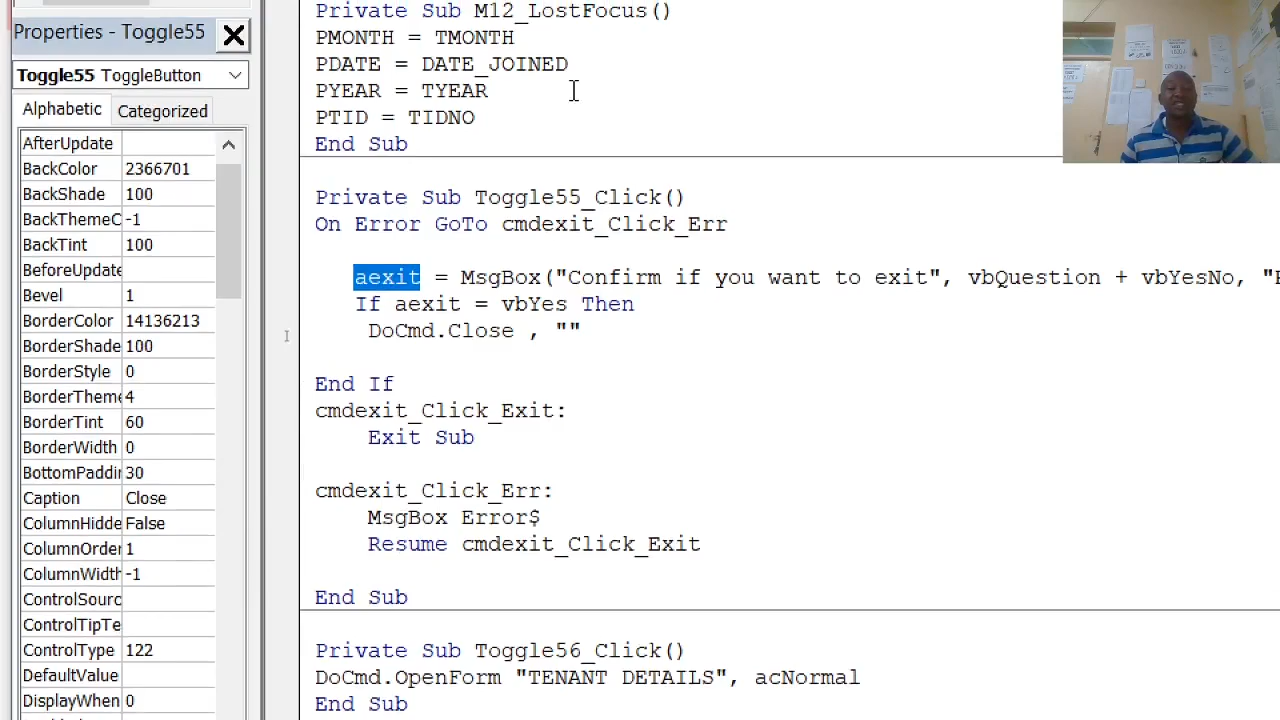 Properties - Toggle55
Toggle55 ToggleButton
Alphabetic Categorized
AfterUpdate
BackColor 2366701
BackShade 100
BackThemeC -1
BackTint 100
BeforeUpdate
Bevel 1
BorderColor 14136213
BorderShade 100
BorderStyle 0
BorderTheme 4
BorderTint 60
BorderWidth 0
BottomPaddin 30
Caption Close
ColumnHidde False
ColumnOrder 1
ColumnWidth -1
ControlSourc
ControlTipTe
ControlType 122
DefaultValue
DisplayWhen 0
Private Sub M12_LostFocus()
PMONTH = TMONTH
PDATE = DATE_JOINED
PYEAR = TYEAR
PTID = TIDNO
End Sub
Private Sub Toggle55_Click()
On Error GoTo cmdexit_Click_Err
aexit = MsgBox("Confirm if you want to exit", vbQuestion + vbYesNo, "
If aexit = vbYes Then
DoCmd.Close , ""
End If
cmdexit_Click_Exit:
Exit Sub
cmdexit_Click_Err:
MsgBox Error$
Resume cmdexit_Click_Exit
End Sub
Private Sub Toggle56_Click()
DoCmd.OpenForm "TENANT DETAILS", acNormal
End Sub